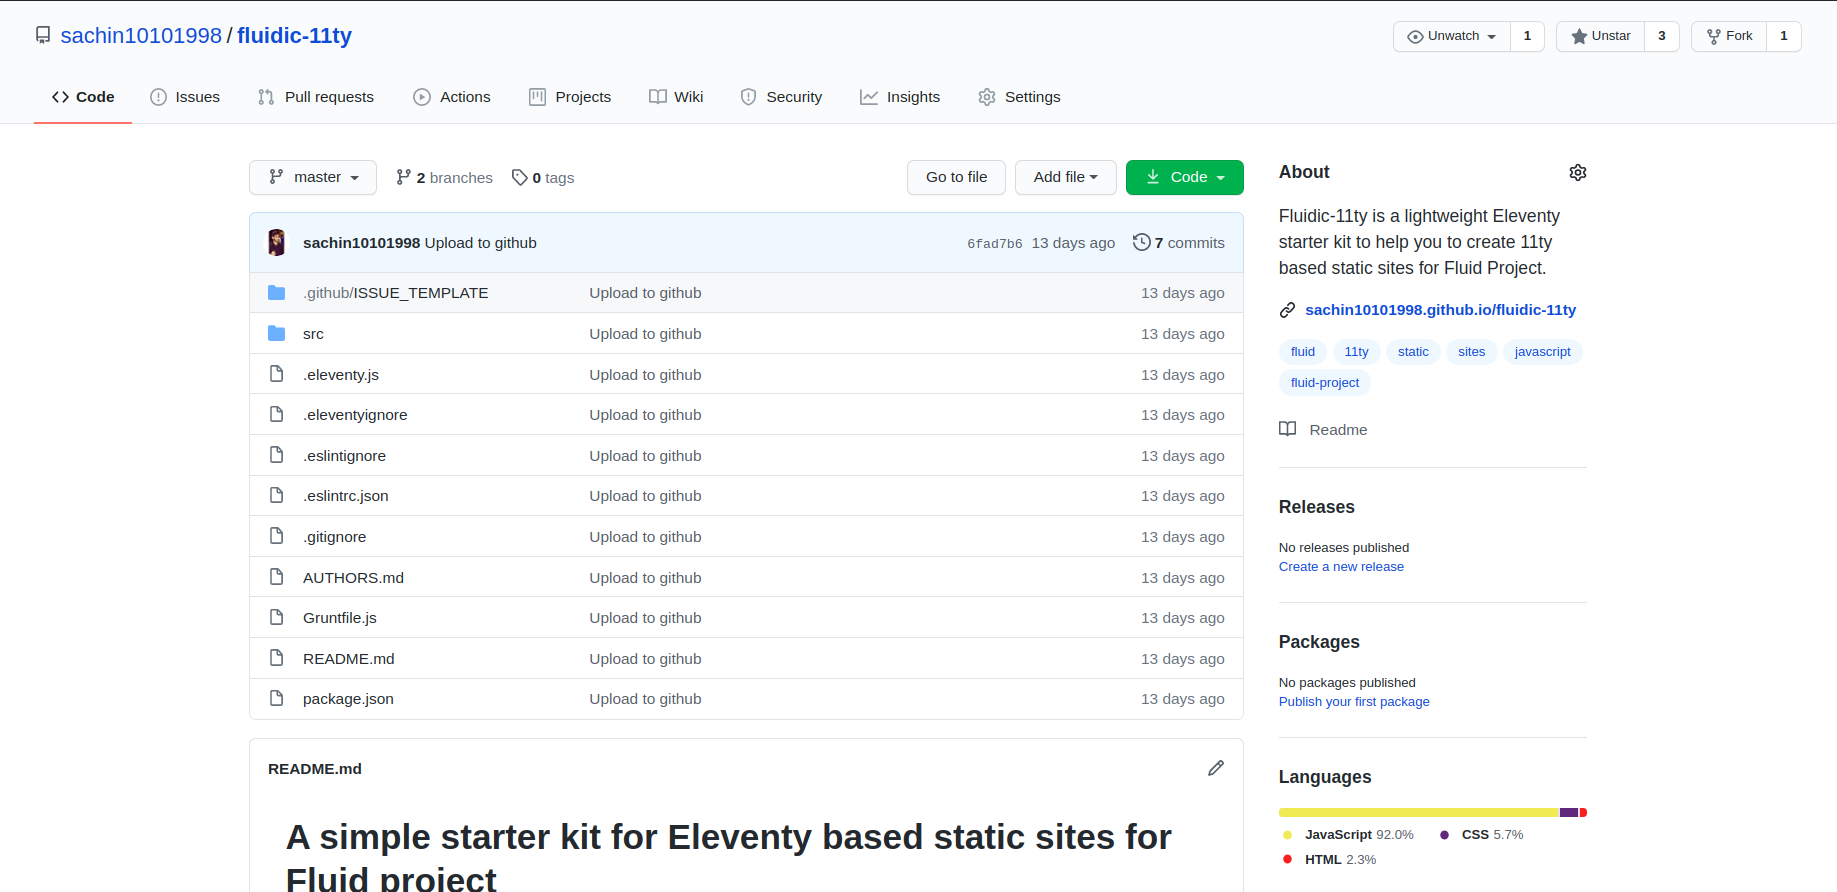 sachin10101998 / fluidic-11ty
Unwatch 1 Unstar 3 Fork 1
Code Issues Pull requests Actions Projects Wiki Security Insights Settings
master 2 branches 0 tags Go to file Add file Code
sachin10101998 Upload to github 6fad7b6 13 days ago 7 commits
.github/ISSUE_TEMPLATE Upload to github 13 days ago
src Upload to github 13 days ago
.eleventy.js Upload to github 13 days ago
.eleventyignore Upload to github 13 days ago
.eslintignore Upload to github 13 days ago
.eslintrc.json Upload to github 13 days ago
.gitignore Upload to github 13 days ago
AUTHORS.md Upload to github 13 days ago
Gruntfile.js Upload to github 13 days ago
README.md Upload to github 13 days ago
package.json Upload to github 13 days ago
README.md
A simple starter kit for Eleventy based static sites for
Fluid project
About
Fluidic-11ty is a lightweight Eleventy
starter kit to help you to create 11ty
based static sites for Fluid Project.
sachin10101998.github.io/fluidic-11ty
fluid 11ty static sites javascript
fluid-project
Readme
Releases
No releases published
Create a new release
Packages
No packages published
Publish your first package
Languages
JavaScript 92.0% CSS 5.7%
HTML 2.3%